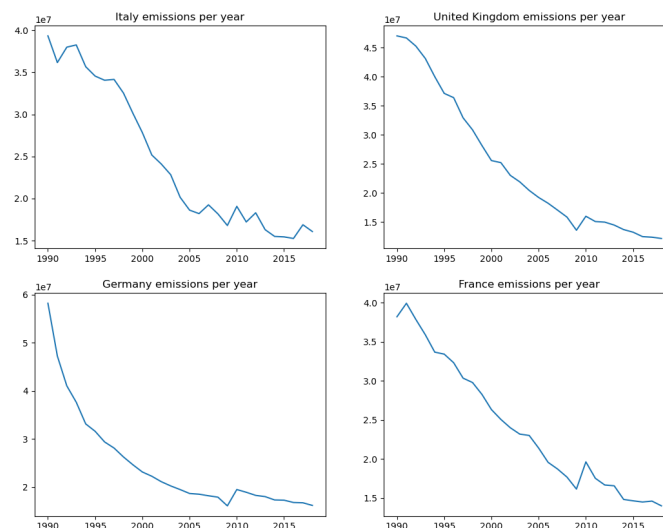 Italy emissions per year
1e7
4.0
3.5
3.0
2.5
2.0
1.5
1990 1995 2000 2005 2010 2015
United Kingdom emissions per year
1e7
4.5
4.0
3.5
3.0
2.5
2.0
1.5
1990 1995 2000 2005 2010 2015
Germany emissions per year
1e7
6
5
4
3
2
1990 1995 2000 2005 2010 2015
France emissions per year
1e7
4.0
3.5
3.0
2.5
2.0
1.5
1990 1995 2000 2005 2010 2015